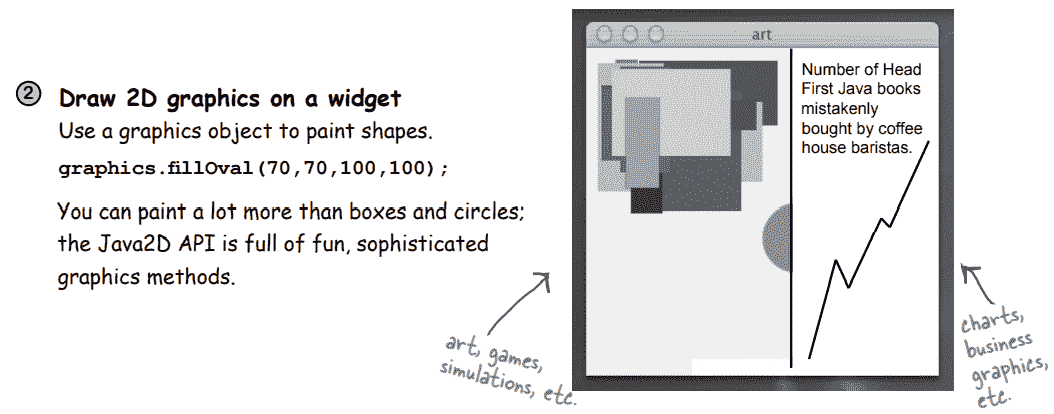 2 Draw 2D graphics on a widget
Use a graphics object to paint shapes.
graphics.fillOval(70,70,100,100);
You can paint a lot more than boxes and circles;
the Java2D API is full of fun, sophisticated
graphics methods.
art, games,
simulations, etc.
art
Number of Head
First Java books
mistakenly
bought by coffee
house baristas.
charts,
business
graphics,
etc.